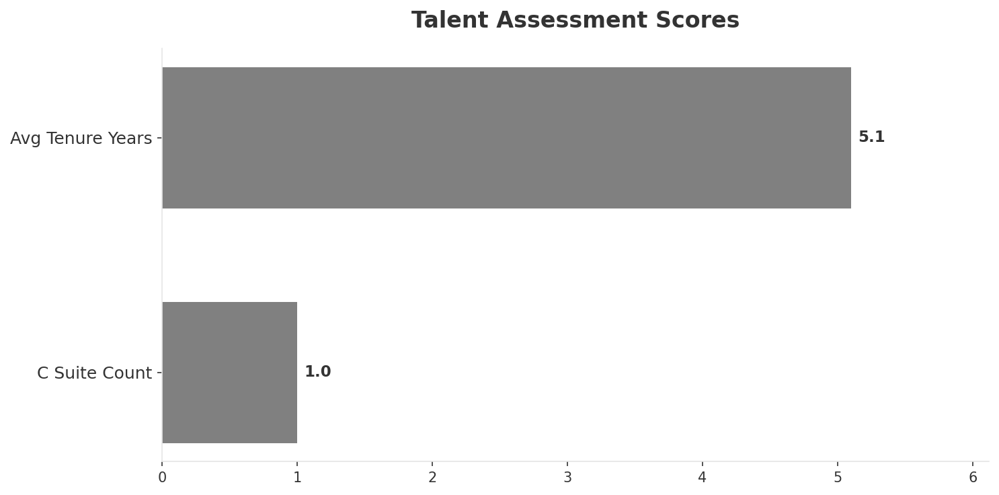 Talent Assessment Scores
Avg Tenure Years
5.1
C Suite Count
1.0
0 1 2 3 4 5 6